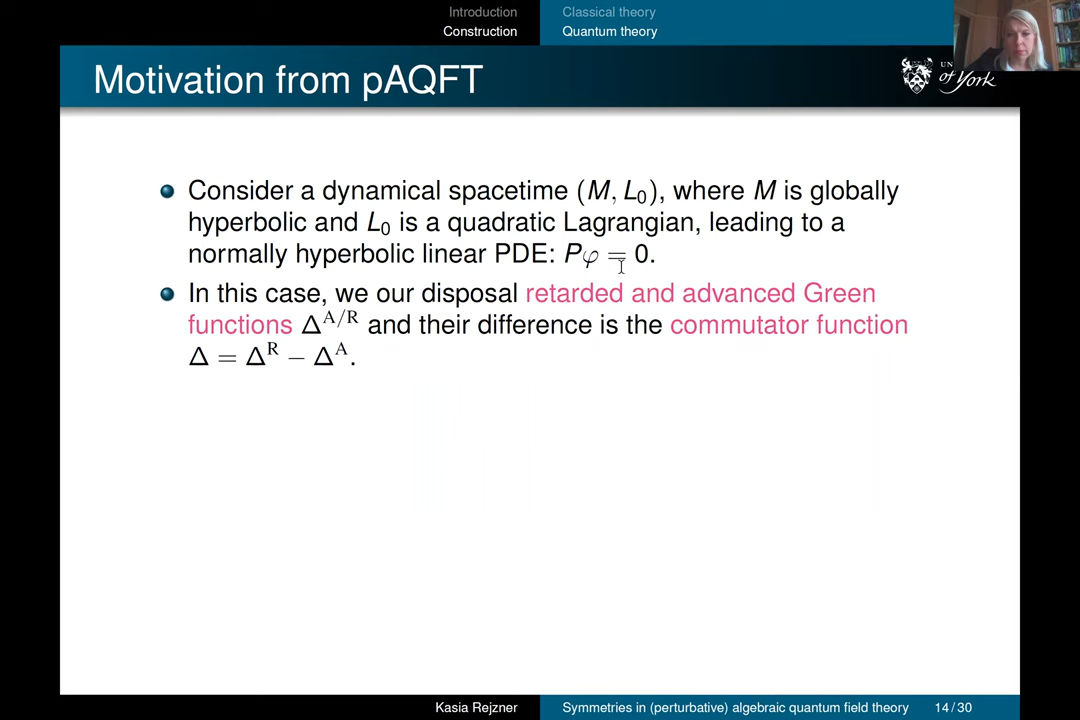 Introduction
Construction
Classical theory
Quantum theory
Motivation from pAQFT
UN
of York
Consider a dynamical spacetime (M, L₀), where M is globally
hyperbolic and L₀ is a quadratic Lagrangian, leading to a
normally hyperbolic linear PDE: Pφ = 0.
In this case, we our disposal retarded and advanced Green
functions Δᴬ/ᴿ and their difference is the commutator function
Δ = Δᴿ − Δᴬ.
Kasia Rejzner
Symmetries in (perturbative) algebraic quantum field theory
14 / 30